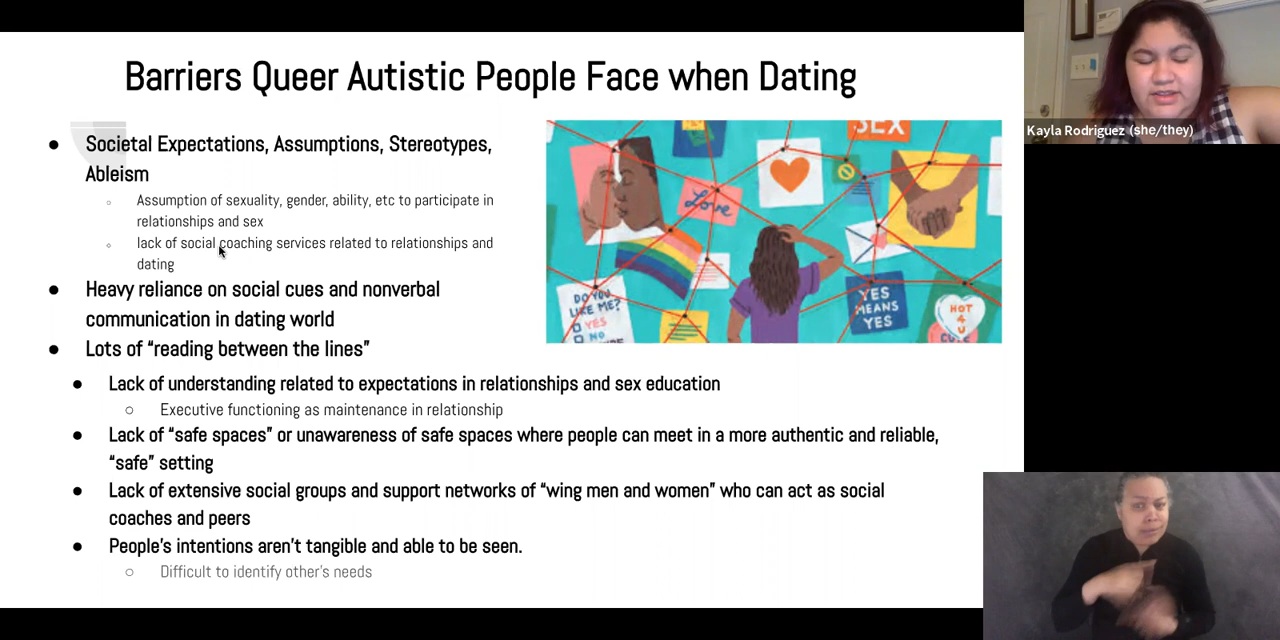 Barriers Queer Autistic People Face when Dating
● Societal Expectations, Assumptions, Stereotypes,
Ableism
○ Assumption of sexuality, gender, ability, etc to participate in
relationships and sex
○ lack of social coaching services related to relationships and
dating
● Heavy reliance on social cues and nonverbal
communication in dating world
● Lots of “reading between the lines”
● Lack of understanding related to expectations in relationships and sex education
○ Executive functioning as maintenance in relationship
● Lack of “safe spaces” or unawareness of safe spaces where people can meet in a more authentic and reliable,
“safe” setting
● Lack of extensive social groups and support networks of “wing men and women” who can act as social
coaches and peers
● People’s intentions aren’t tangible and able to be seen.
○ Difficult to identify other’s needs
SEX
Love
DO YOU
LIKE ME?
YES
NO
YES
MEANS
YES
HOT
4
U
Kayla Rodriguez (she/they)